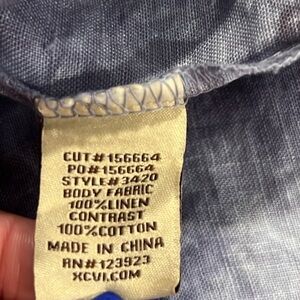 CUT#156664
PO#156664
STYLE#3420
BODY FABRIC
100%LINEN
CONTRAST
100%COTTON
MADE IN CHINA
RN#123923
XCVI.COM